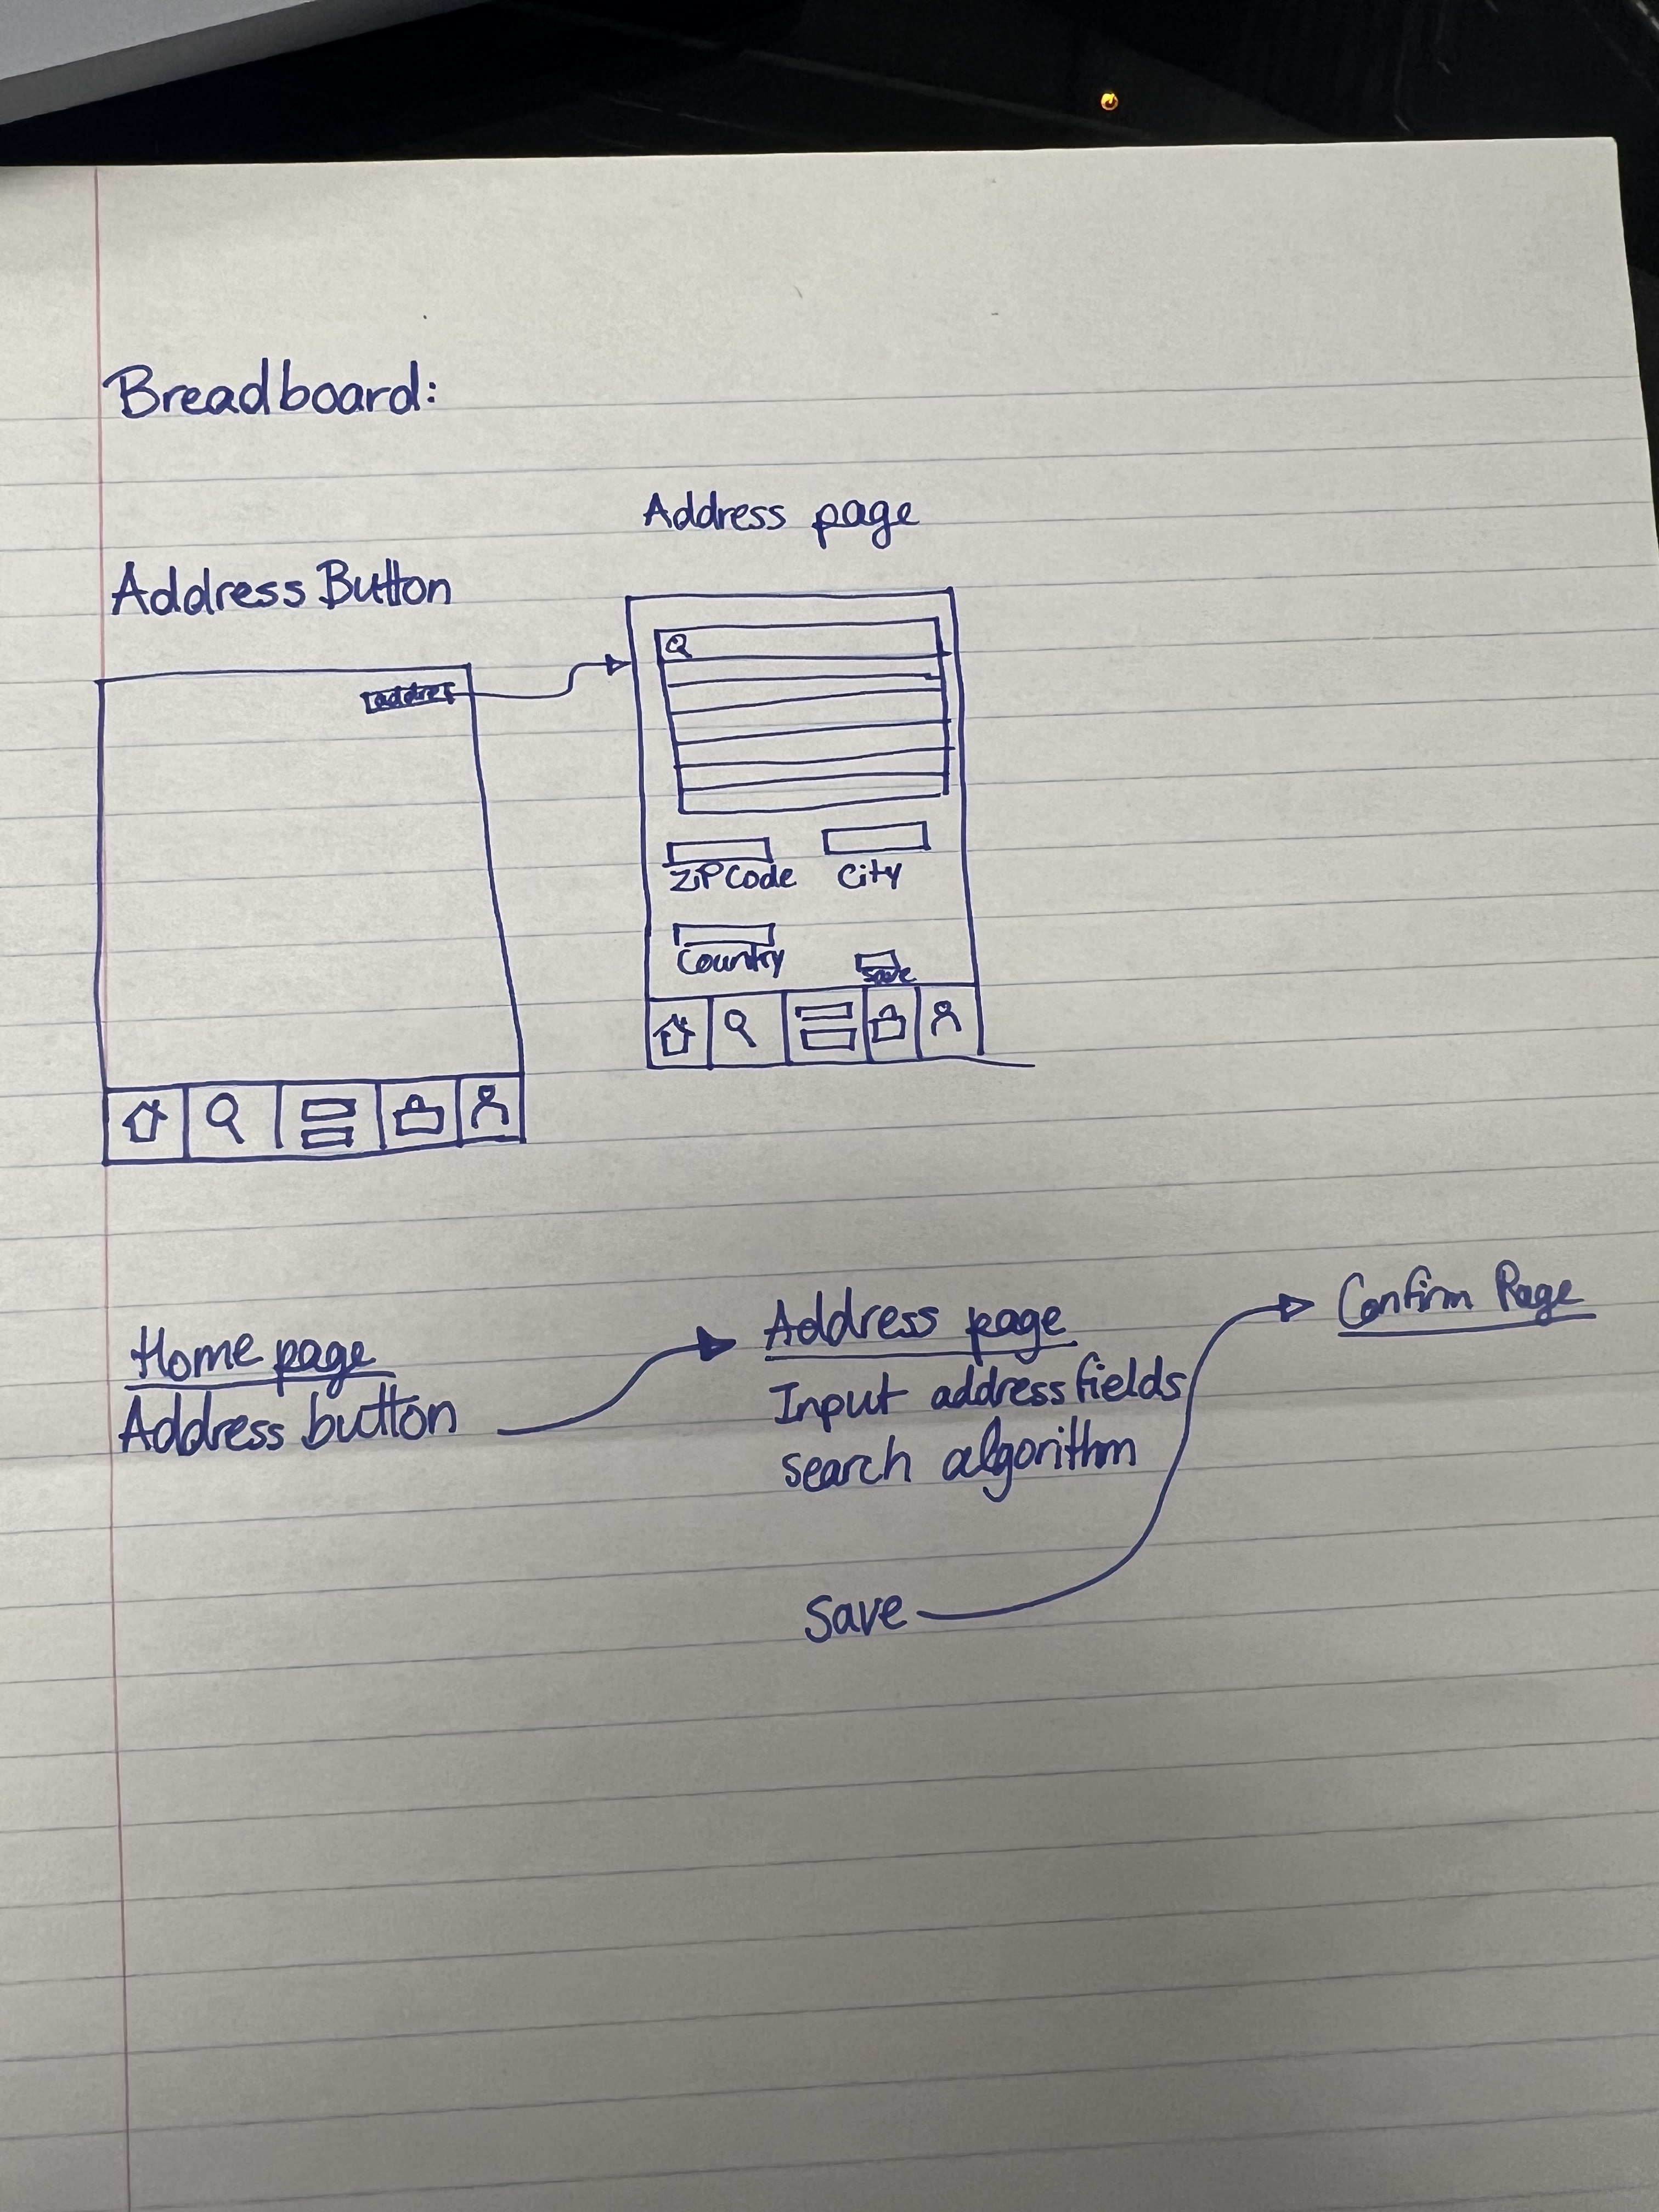 Breadboard:
Address page
Address Button
addres
ZiP Code
City
Country
save
Home page
Address button
Address page
Input address fields
search algorithm
Save
Confirm Page